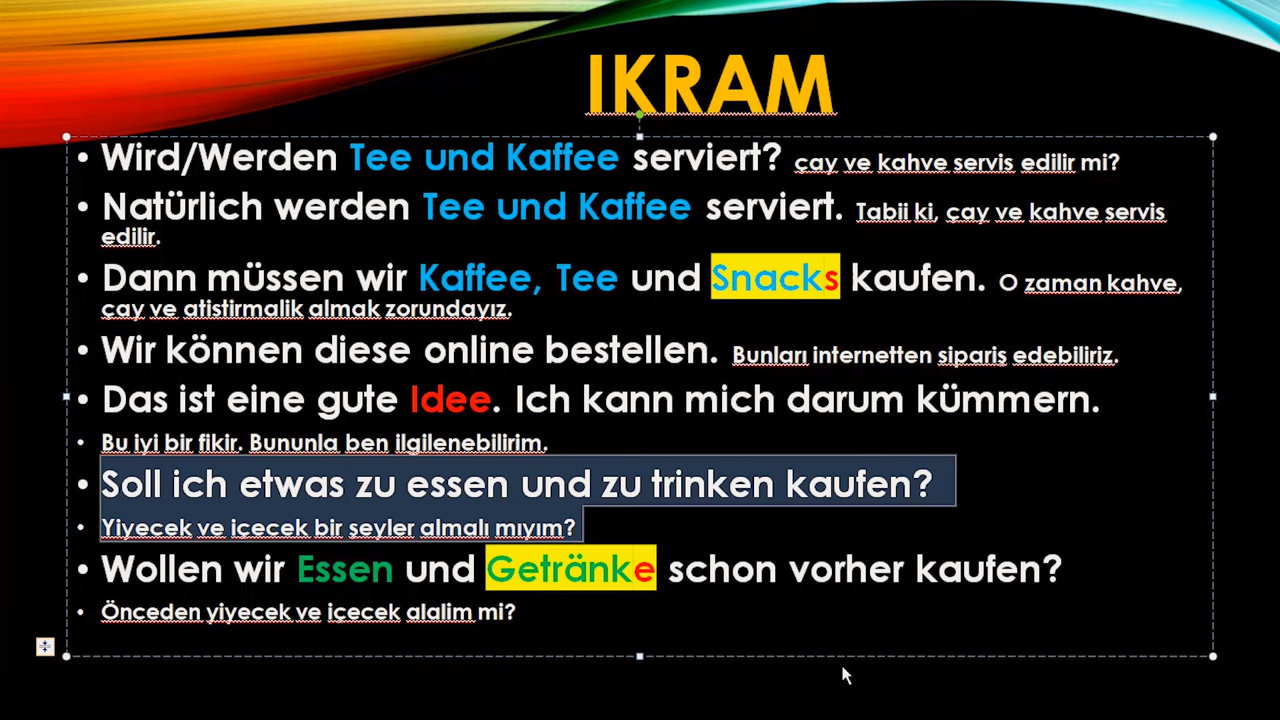 IKRAM
• Wird/Werden Tee und Kaffee serviert? çay ve kahve servis edilir mi?
• Natürlich werden Tee und Kaffee serviert. Tabii ki, çay ve kahve servis
edilir.
• Dann müssen wir Kaffee, Tee und Snacks kaufen. O zaman kahve,
çay ve atistirmalik almak zorundayız.
• Wir können diese online bestellen. Bunları internetten sipariş edebiliriz.
• Das ist eine gute Idee. Ich kann mich darum kümmern.
• Bu iyi bir fikir. Bununla ben ilgilenebilirim.
• Soll ich etwas zu essen und zu trinken kaufen?
• Yiyecek ve içecek bir şeyler almalı mıyım?
• Wollen wir Essen und Getränke schon vorher kaufen?
• Önceden yiyecek ve içecek alalim mi?